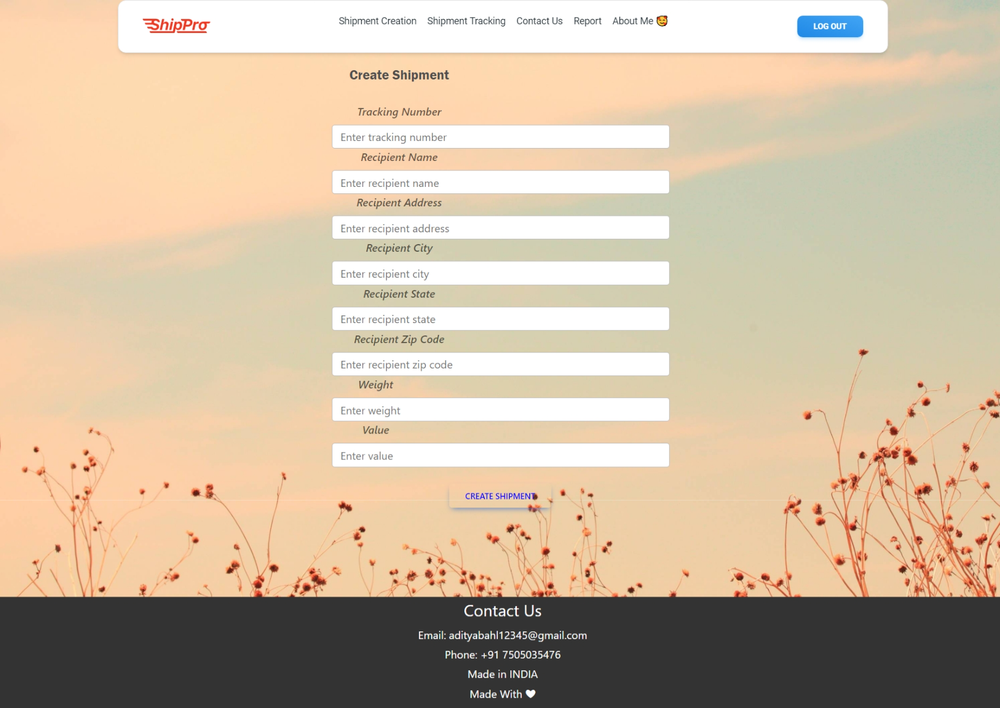 ShipPro
Shipment Creation Shipment Tracking Contact Us Report About Me 🥰
LOG OUT
Create Shipment
Tracking Number
Enter tracking number
Recipient Name
Enter recipient name
Recipient Address
Enter recipient address
Recipient City
Enter recipient city
Recipient State
Enter recipient state
Recipient Zip Code
Enter recipient zip code
Weight
Enter weight
Value
Enter value
CREATE SHIPMENT
Contact Us
Email: adityabahl12345@gmail.com
Phone: +91 7505035476
Made in INDIA
Made With ♥